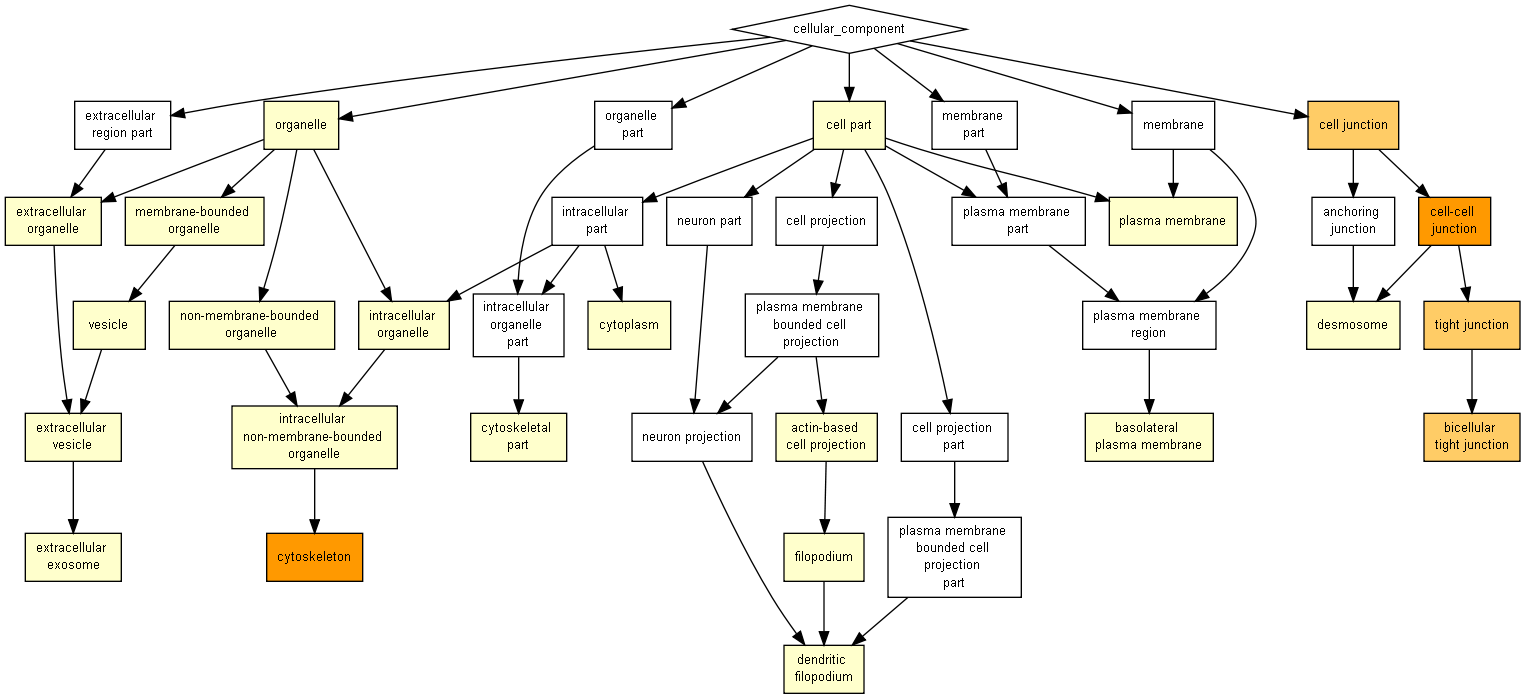 cellular_component
extracellular
region part
organelle
organelle
part
cell part
membrane
part
membrane
cell junction
extracellular
organelle
membrane-bounded
organelle
intracellular
part
neuron part
cell projection
plasma membrane
part
plasma membrane
anchoring
junction
cell-cell
junction
vesicle
non-membrane-bounded
organelle
intracellular
organelle
intracellular
organelle
part
cytoplasm
plasma membrane
bounded cell
projection
plasma membrane
region
desmosome
tight junction
extracellular
vesicle
intracellular
non-membrane-bounded
organelle
cytoskeletal
part
neuron projection
actin-based
cell projection
cell projection
part
basolateral
plasma membrane
bicellular
tight junction
extracellular
exosome
cytoskeleton
filopodium
plasma membrane
bounded cell
projection
part
dendritic
filopodium